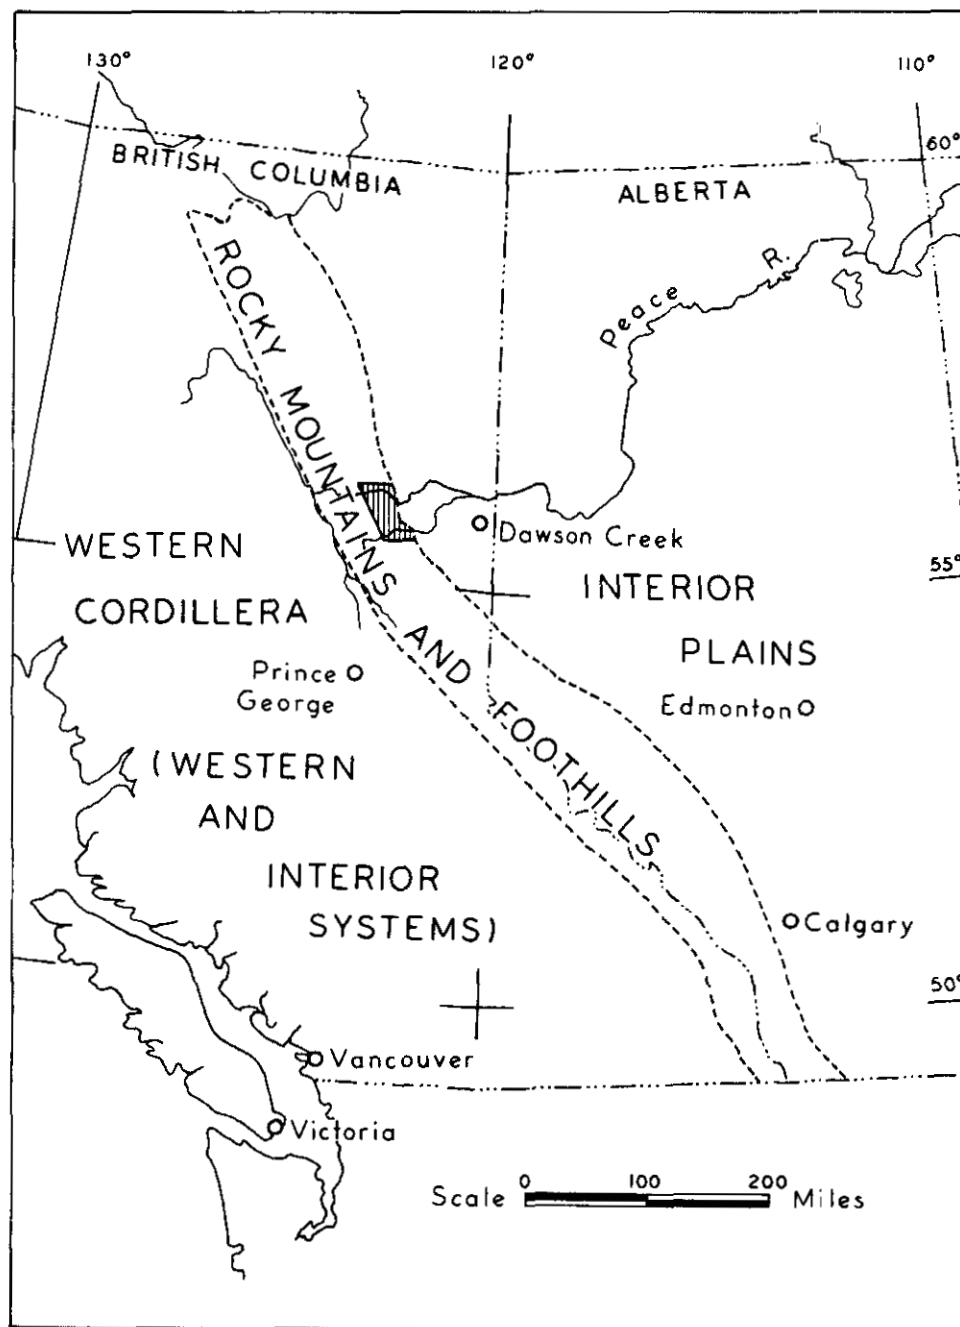 130°
120°
110°
60°
BRITISH COLUMBIA
ALBERTA
Peace R.
ROCKY MOUNTAINS AND FOOTHILLS
Dawson Creek
WESTERN
CORDILLERA
55°
INTERIOR
PLAINS
Prince
George
Edmonton
(WESTERN
AND
INTERIOR
SYSTEMS)
Calgary
50°
Vancouver
Victoria
0 100 200
Scale Miles